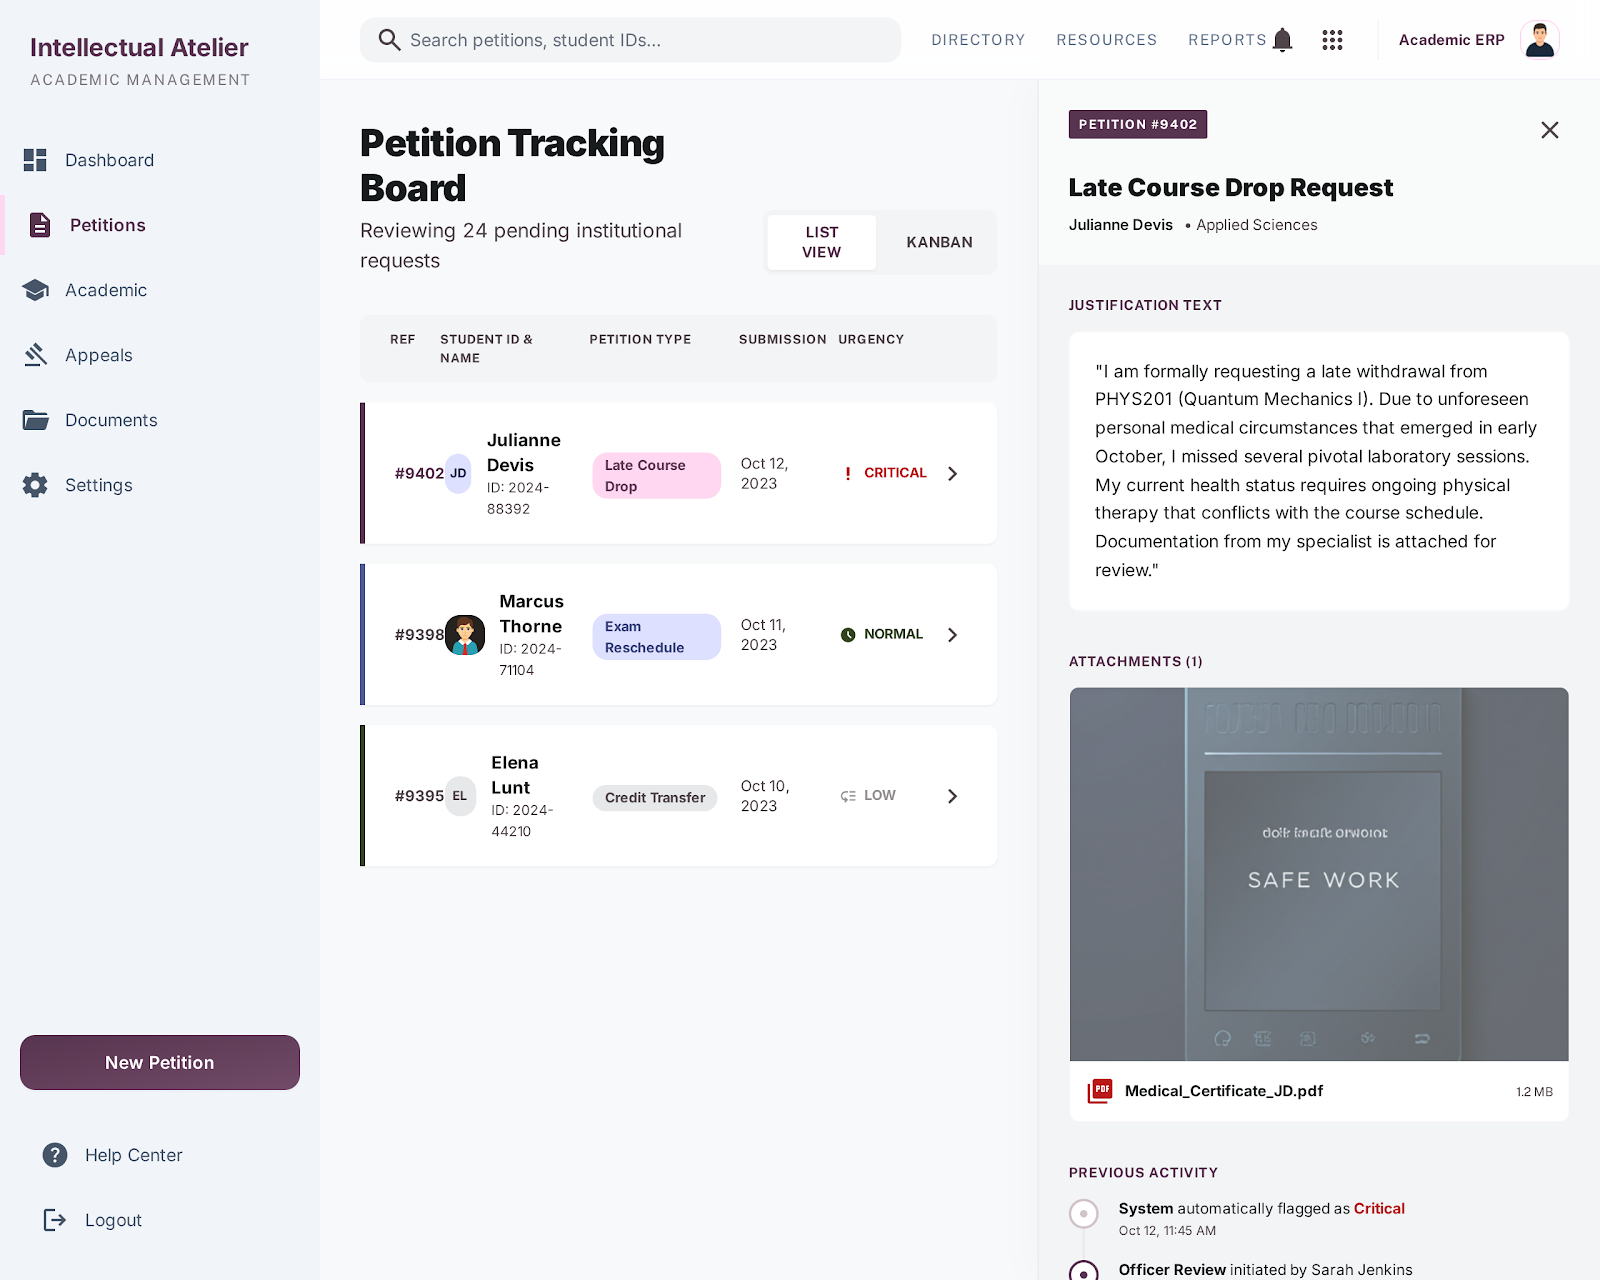 Intellectual Atelier
ACADEMIC MANAGEMENT
Dashboard
Petitions
Academic
Appeals
Documents
Settings
New Petition
Help Center
Logout
Search petitions, student IDs...
DIRECTORY
RESOURCES
REPORTS
Academic ERP
Petition Tracking
Board
Reviewing 24 pending institutional
requests
LIST
VIEW
KANBAN
REF
STUDENT ID &
NAME
PETITION TYPE
SUBMISSION
URGENCY
#9402
JD
Julianne
Devis
ID: 2024-
88392
Late Course
Drop
Oct 12,
2023
CRITICAL
#9398
Marcus
Thorne
ID: 2024-
71104
Exam
Reschedule
Oct 11,
2023
NORMAL
#9395
EL
Elena
Lunt
ID: 2024-
44210
Credit Transfer
Oct 10,
2023
LOW
PETITION #9402
Late Course Drop Request
Julianne Devis • Applied Sciences
JUSTIFICATION TEXT
"I am formally requesting a late withdrawal from
PHYS201 (Quantum Mechanics I). Due to unforeseen
personal medical circumstances that emerged in early
October, I missed several pivotal laboratory sessions.
My current health status requires ongoing physical
therapy that conflicts with the course schedule.
Documentation from my specialist is attached for
review."
ATTACHMENTS (1)
SAFE WORK
PDF
Medical_Certificate_JD.pdf
1.2 MB
PREVIOUS ACTIVITY
System automatically flagged as Critical
Oct 12, 11:45 AM
Officer Review initiated by Sarah Jenkins